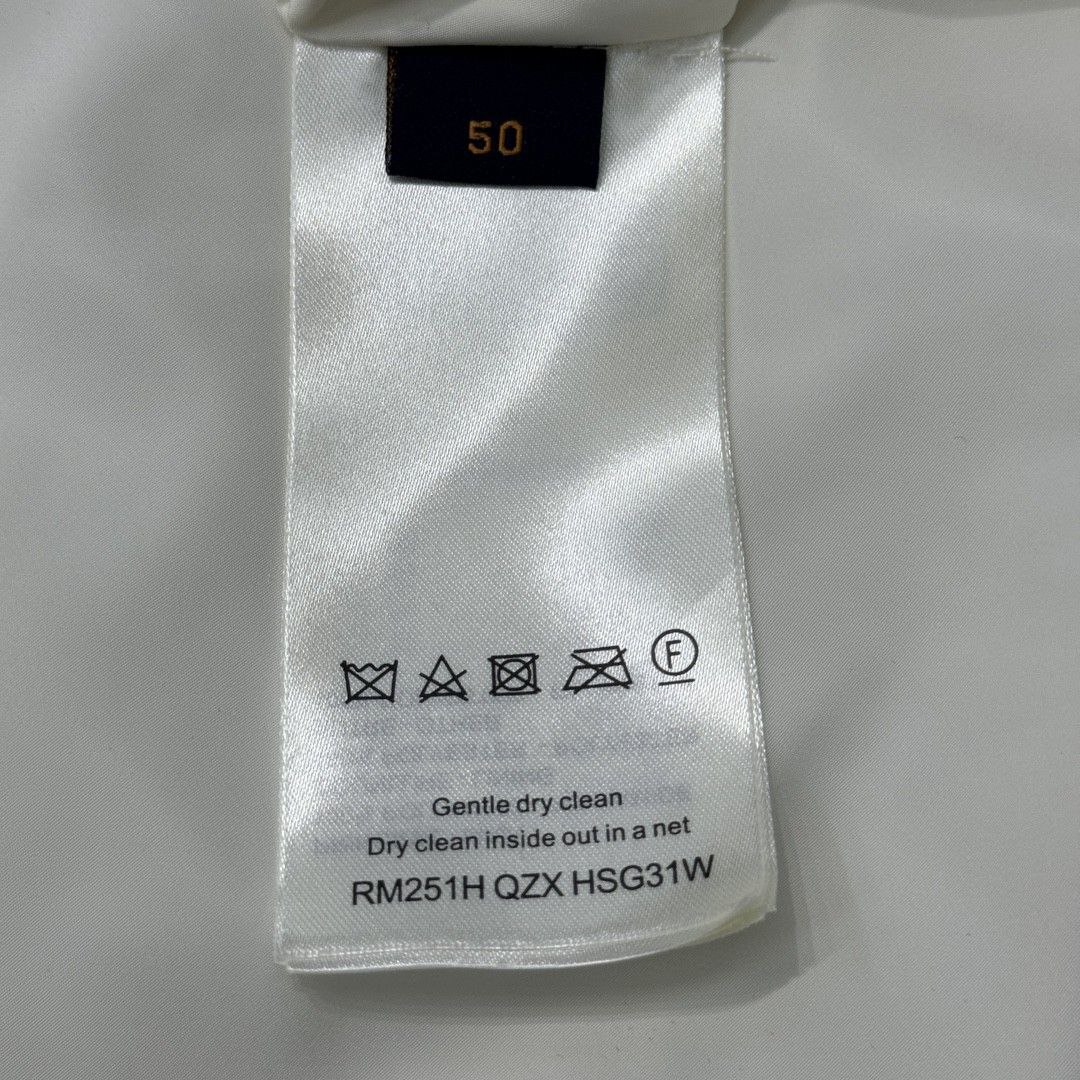 50
F
Gentle dry clean
Dry clean inside out in a net
RM251H QZX HSG31W